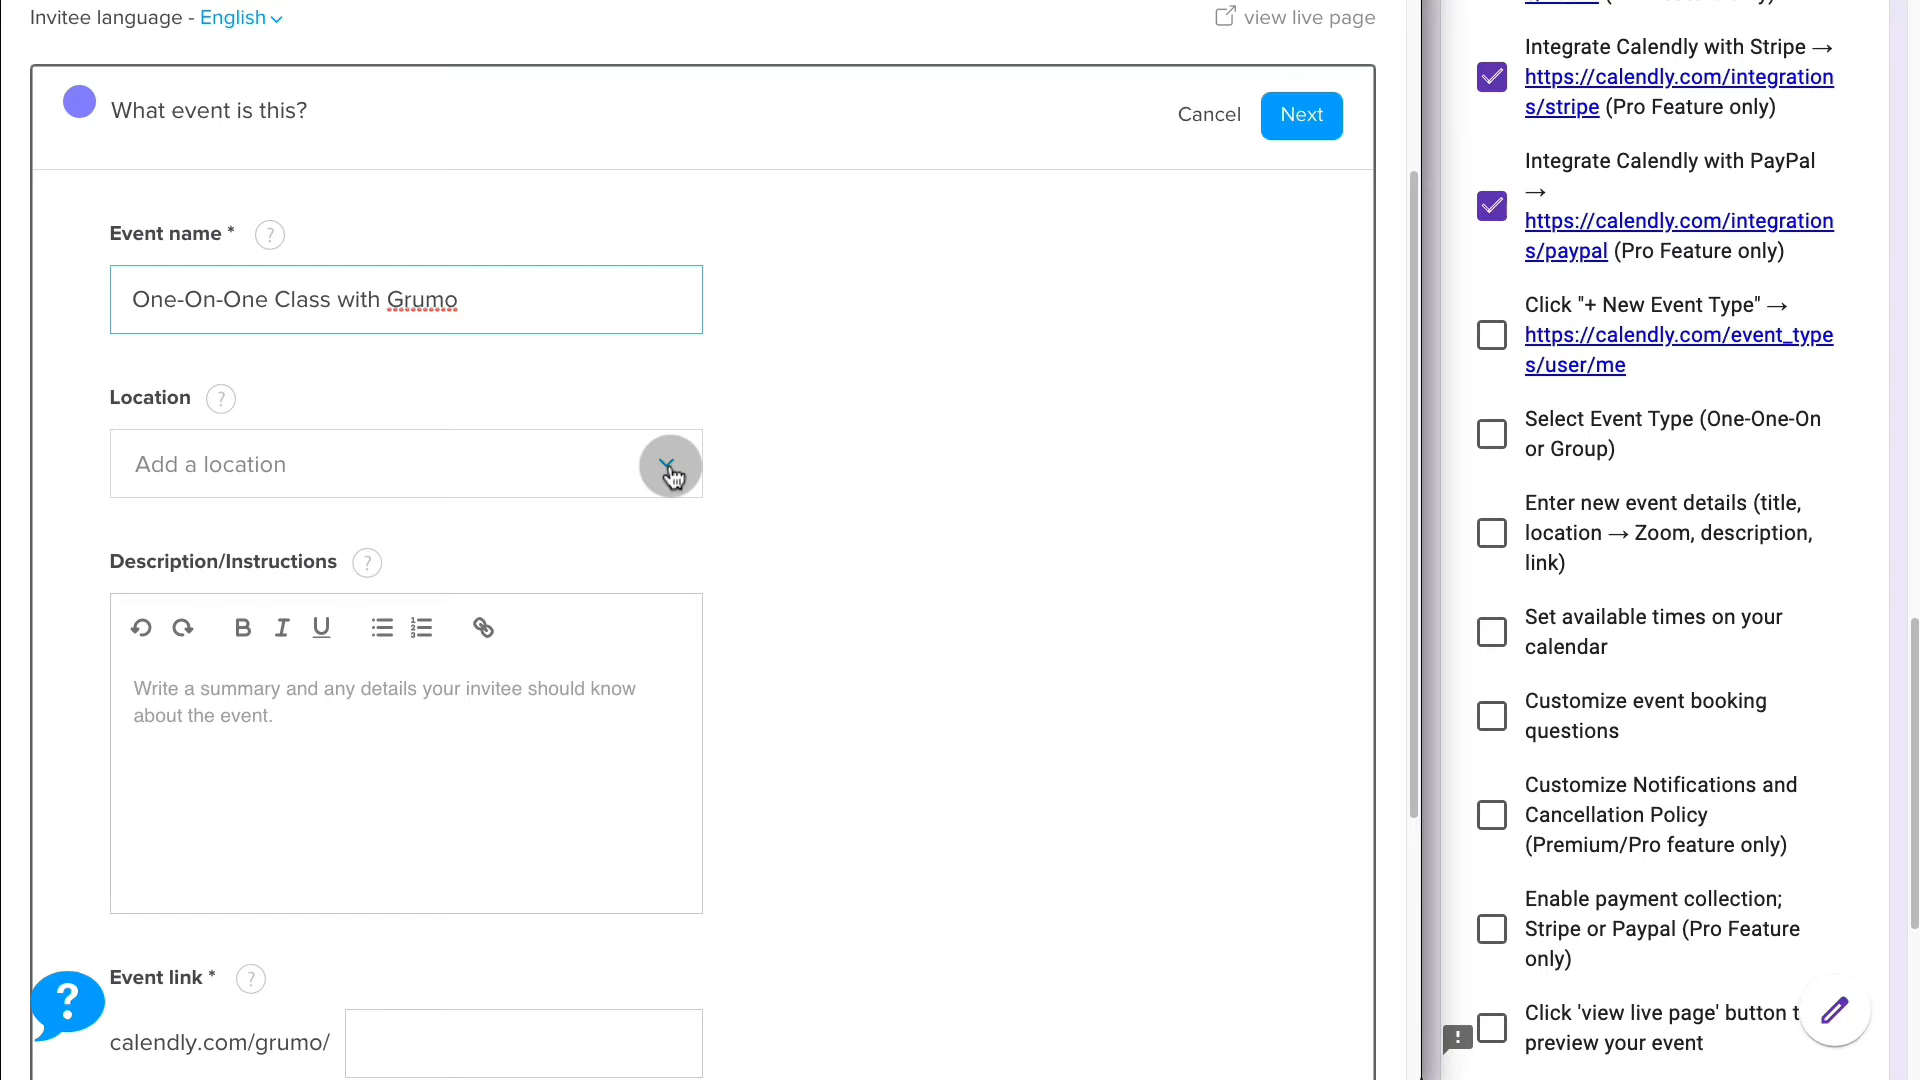 Invitee language - English
view live page
What event is this?
Cancel
Next
Event name *
?
One-On-One Class with Grumo
Location
?
Add a location
Description/Instructions
?
B I U
Write a summary and any details your invitee should know
about the event.
Event link *
?
?
calendly.com/grumo/
Integrate Calendly with Stripe →
https://calendly.com/integration
s/stripe (Pro Feature only)
Integrate Calendly with PayPal
→
https://calendly.com/integration
s/paypal (Pro Feature only)
Click "+ New Event Type" →
https://calendly.com/event_type
s/user/me
Select Event Type (One-One-On
or Group)
Enter new event details (title,
location → Zoom, description,
link)
Set available times on your
calendar
Customize event booking
questions
Customize Notifications and
Cancellation Policy
(Premium/Pro feature only)
Enable payment collection;
Stripe or Paypal (Pro Feature
only)
Click 'view live page' button t
preview your event